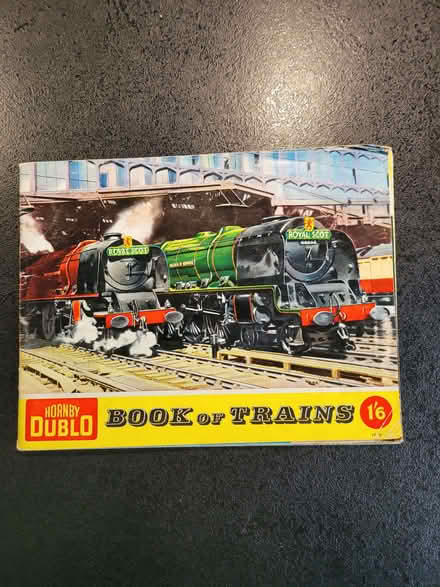 ROYAL SCOT
ROYAL SCOT
HORNBY
DUBLO
BOOK OF TRAINS
1/6